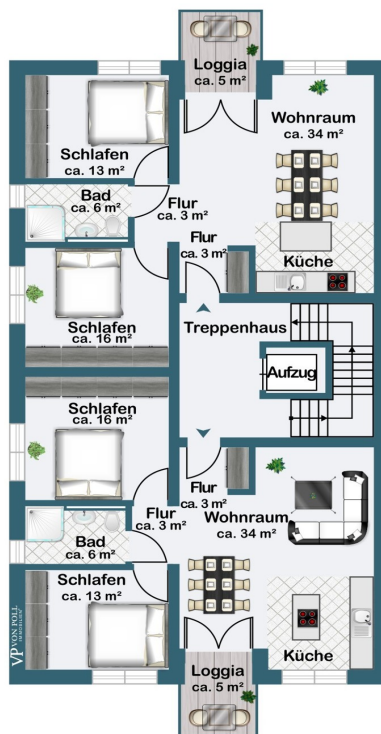 Loggia
ca. 5 m²
Wohnraum
ca. 34 m²
Schlafen
ca. 13 m²
Bad
ca. 6 m²
Flur
ca. 3 m²
Flur
ca. 3 m²
Küche
Schlafen
ca. 16 m²
Treppenhaus
Aufzug
Schlafen
ca. 16 m²
Flur
ca. 3 m²
Flur
ca. 3 m²
Wohnraum
ca. 34 m²
Bad
ca. 6 m²
Schlafen
ca. 13 m²
Küche
Loggia
ca. 5 m²
VP VON POLL
IMMOBILIEN